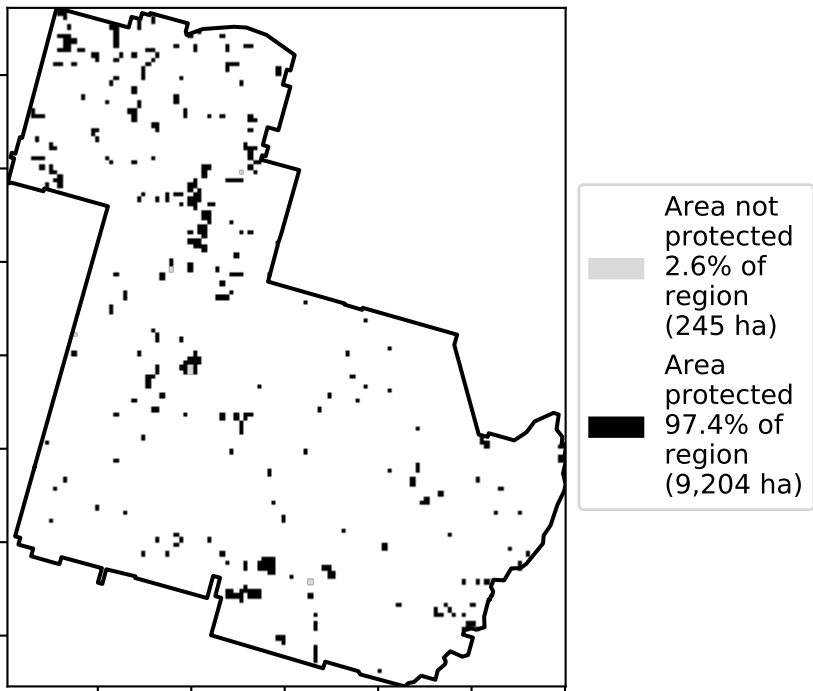 Area not
protected
2.6% of
region
(245 ha)
Area
protected
97.4% of
region
(9,204 ha)